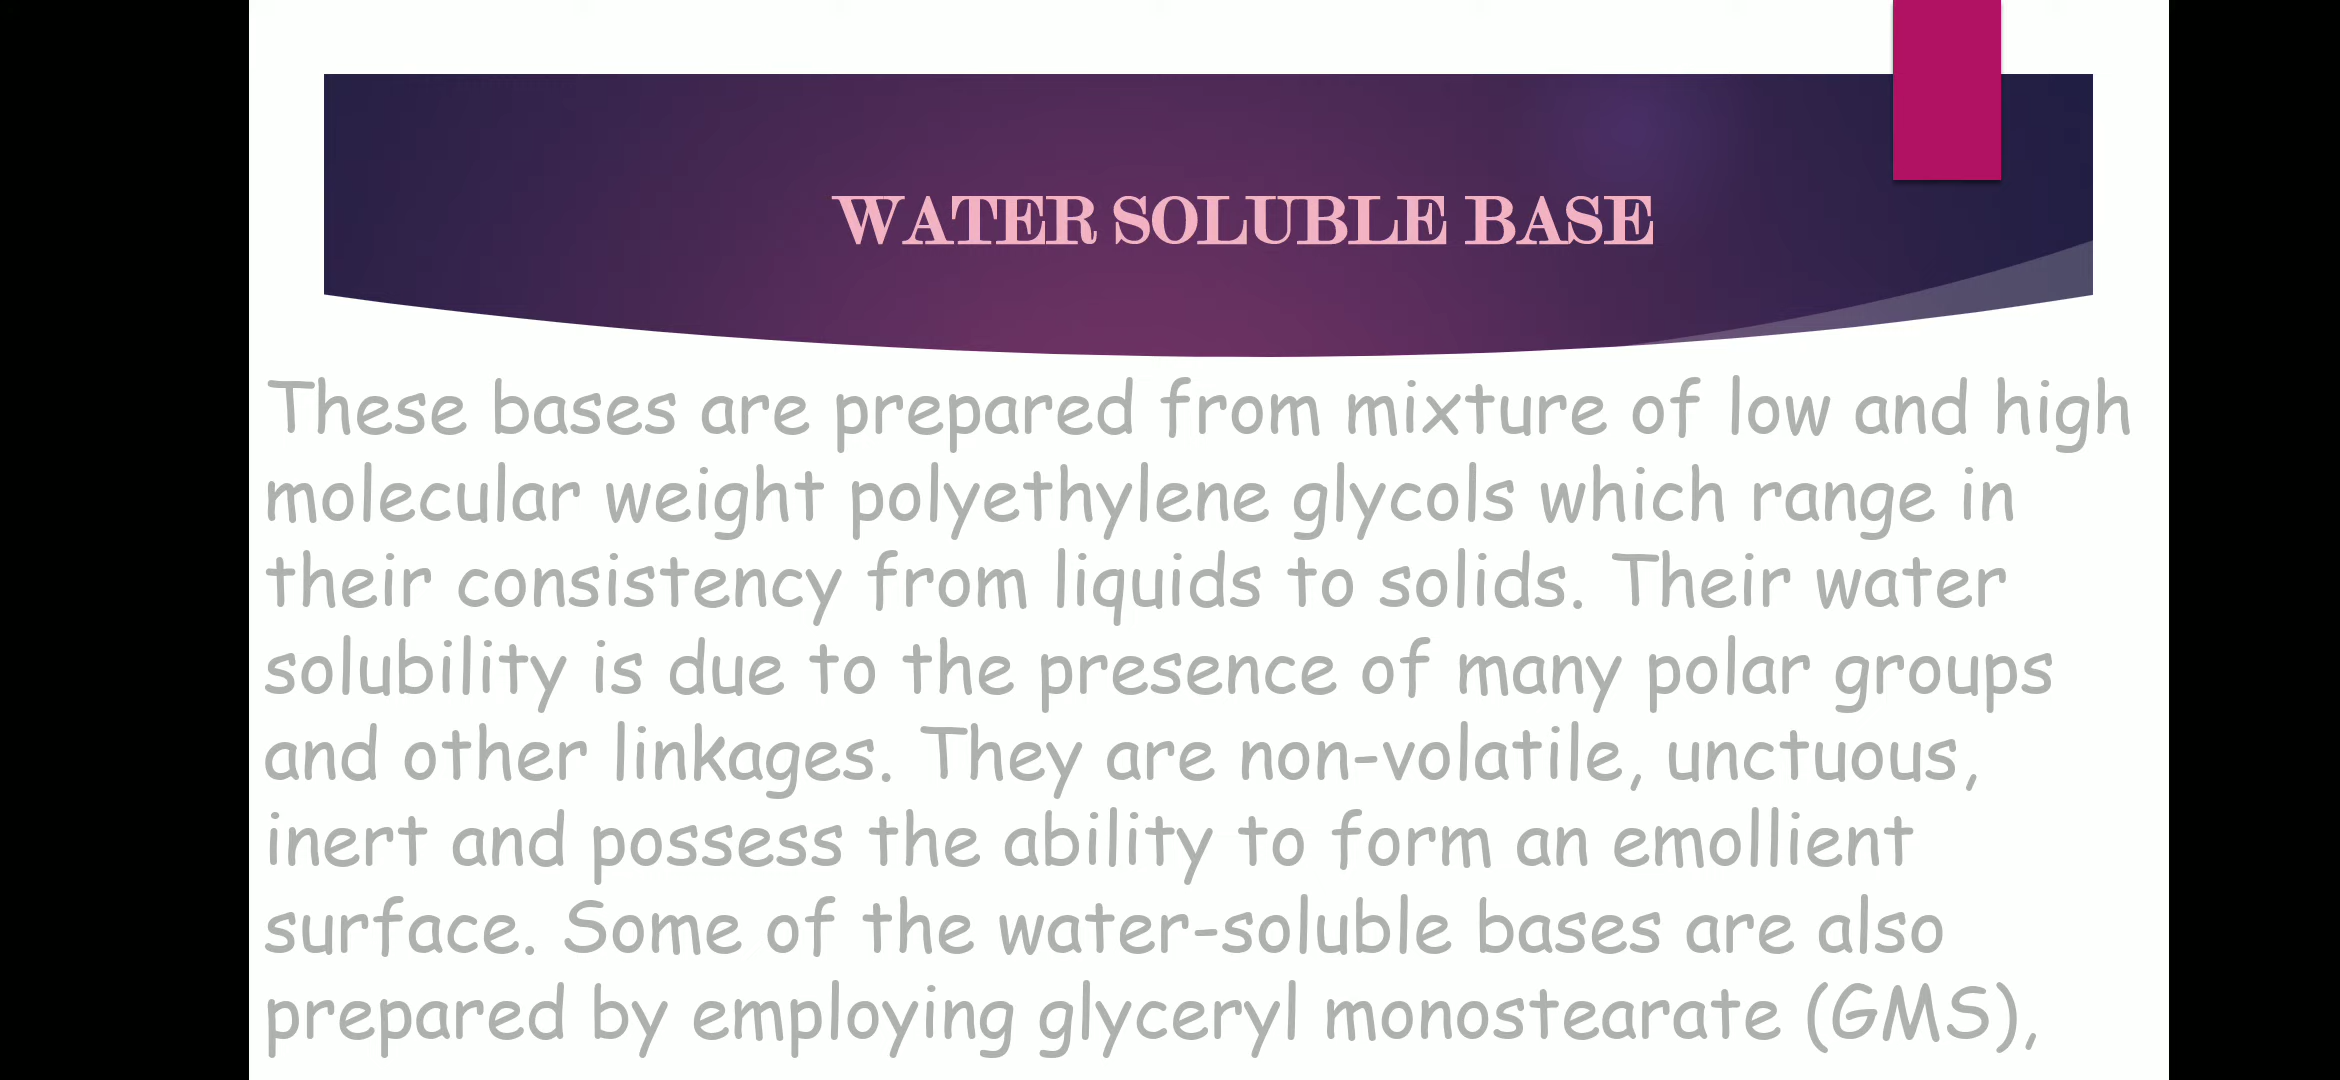 WATER SOLUBLE BASE
These bases are prepared from mixture of low and high
molecular weight polyethylene glycols which range in
their consistency from liquids to solids. Their water
solubility is due to the presence of many polar groups
and other linkages. They are non-volatile, unctuous,
inert and possess the ability to form an emollient
surface. Some of the water-soluble bases are also
prepared by employing glyceryl monostearate (GMS),